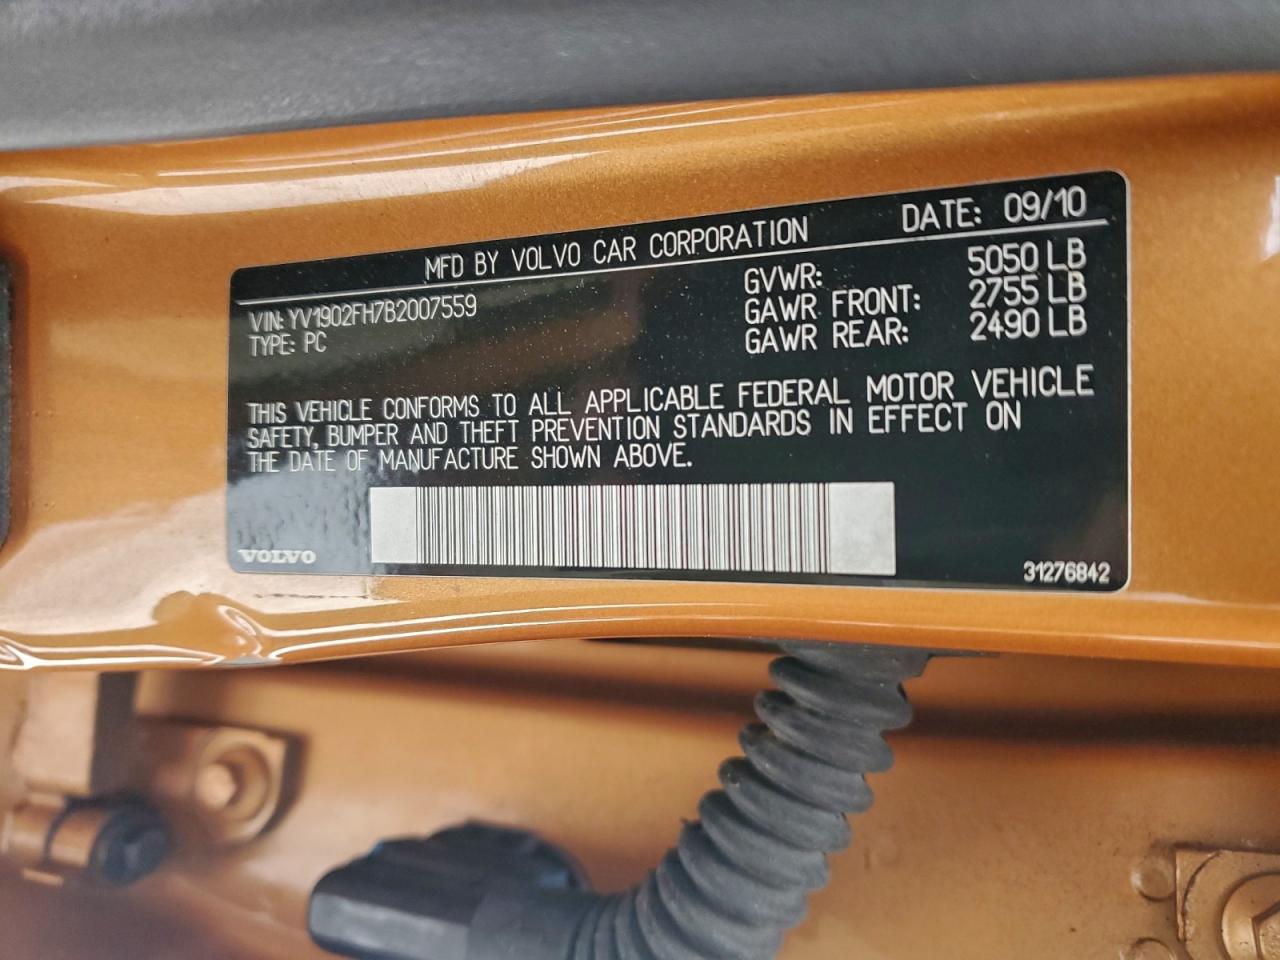 DATE: 09/10
MFD BY VOLVO CAR CORPORATION
VIN: YV1902FH7B2007559
TYPE: PC
GVWR: 5050 LB
GAWR FRONT: 2755 LB
GAWR REAR: 2490 LB
THIS VEHICLE CONFORMS TO ALL APPLICABLE FEDERAL MOTOR VEHICLE
SAFETY, BUMPER AND THEFT PREVENTION STANDARDS IN EFFECT ON
THE DATE OF MANUFACTURE SHOWN ABOVE.
VOLVO
31276842